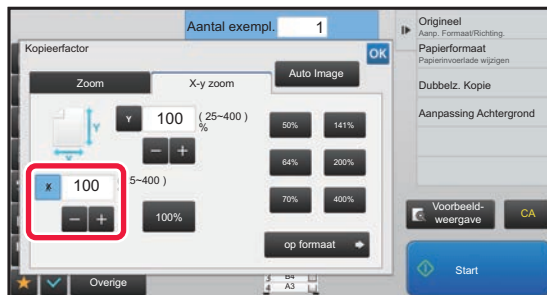 Aantal exempl. 1
Origineel
Aanp. Formaat/Richting.
Papierformaat
Papierinvoerlade wijzigen
Dubbelz. Kopie
Aanpassing Achtergrond
Kopieerfactor
OK
Zoom
X-y zoom
Auto Image
Y
Y 100 ( 25~400 )
%
50% 141%
64% 200%
X 100 5~400 )
100%
70% 400%
op formaat
Voorbeeld-
weergave
CA
Overige
B4
4 A3
Start